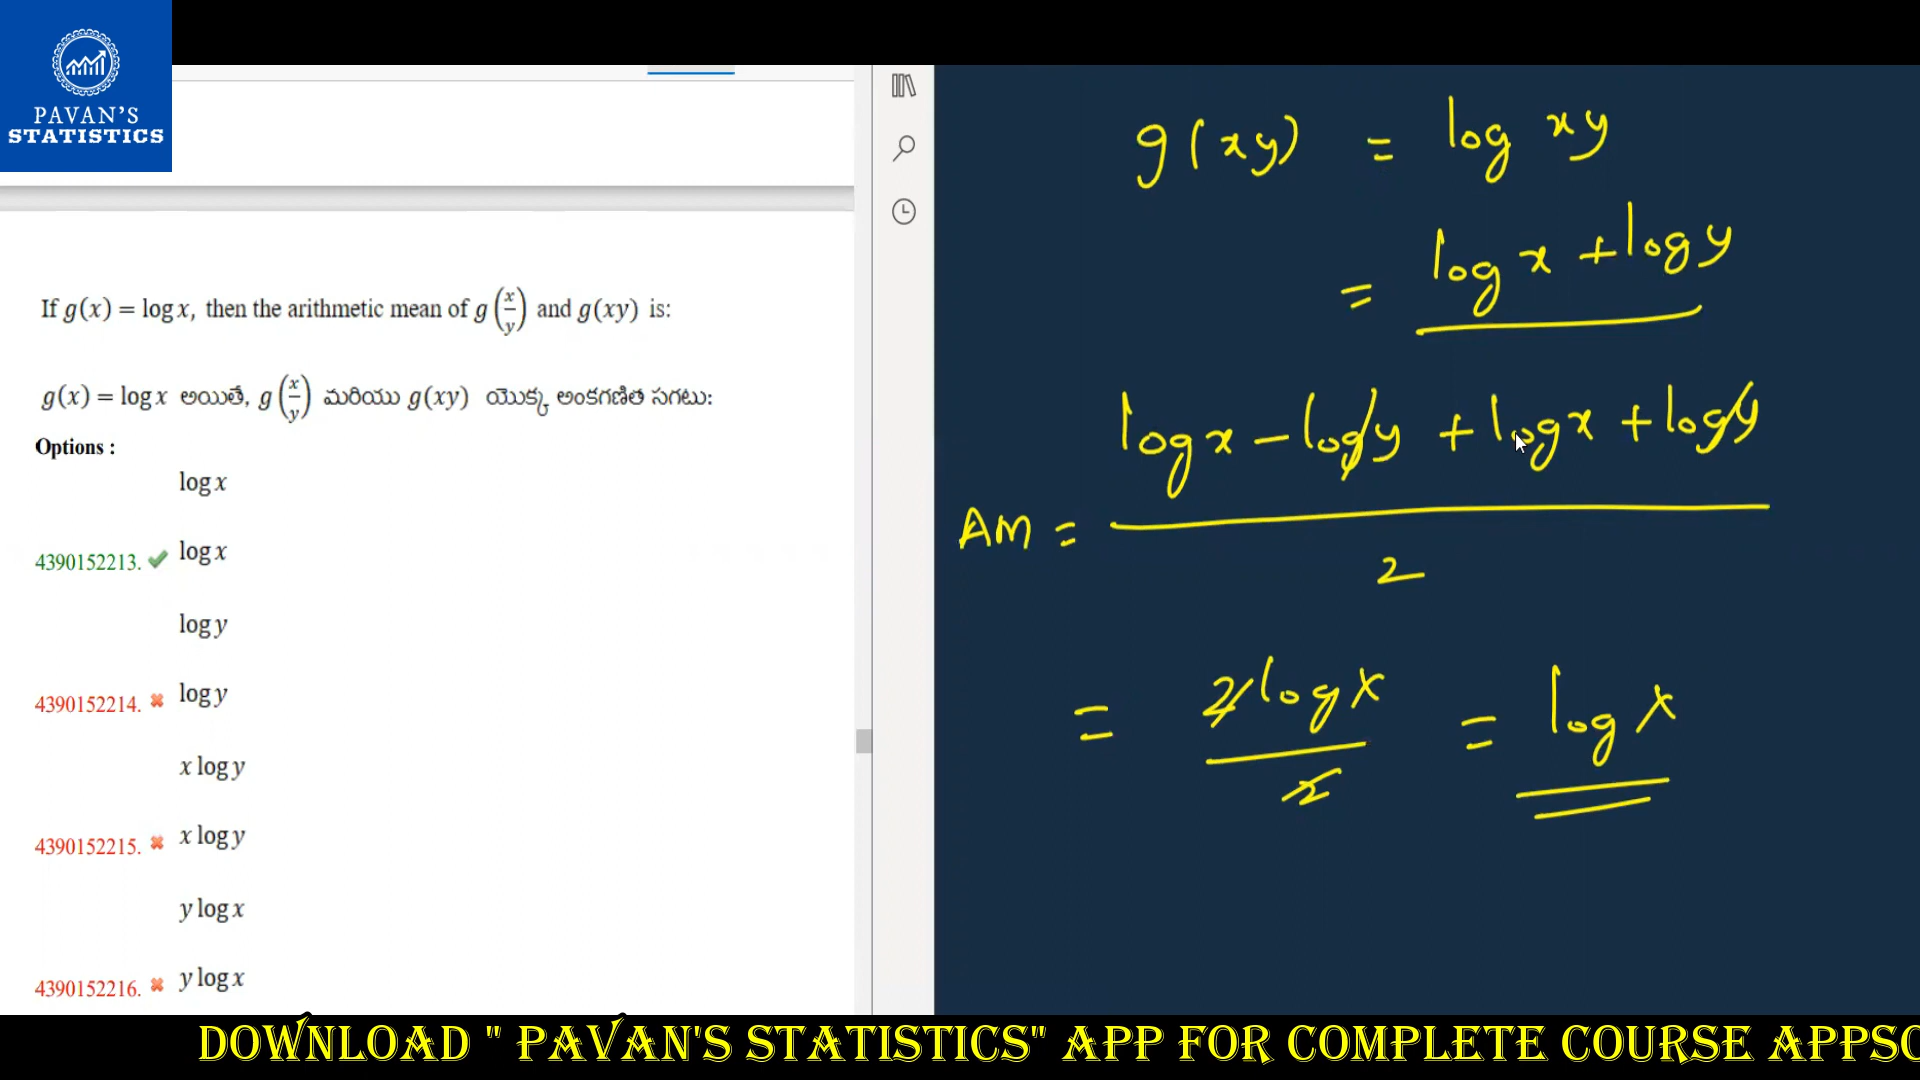 PAVAN'S
STATISTICS
If g(x) = log x, then the arithmetic mean of g (x/y) and g(xy) is:
g(x) = log x అయితే, g (x/y) మరియు g(xy) యొక్క అంకగణిత సగటు:
Options :
log x
4390152213. ✔ log x
log y
4390152214. ✖ log y
x log y
4390152215. ✖ x log y
y log x
4390152216. ✖ y log x
g(xy) = log xy
= log x + log y
AM = (log x - log y + log x + log y) / 2
= 2 log x / 2 = log x
DOWNLOAD " PAVAN'S STATISTICS" APP FOR COMPLETE COURSE APPSC